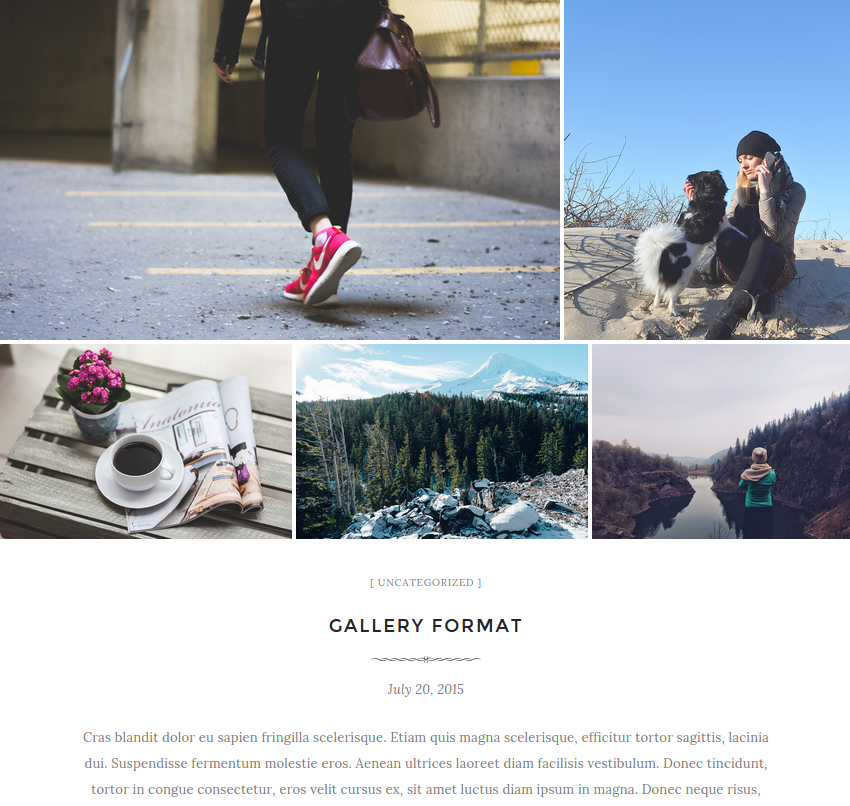 Anatomic
[ UNCATEGORIZED ]
GALLERY FORMAT
July 20, 2015
Cras blandit dolor eu sapien fringilla scelerisque. Etiam quis magna scelerisque, efficitur tortor sagittis, lacinia
dui. Suspendisse fermentum molestie eros. Aenean ultrices laoreet diam facilisis vestibulum. Donec tincidunt,
tortor in congue consectetur, eros velit cursus ex, sit amet luctus diam ipsum in magna. Donec neque risus,